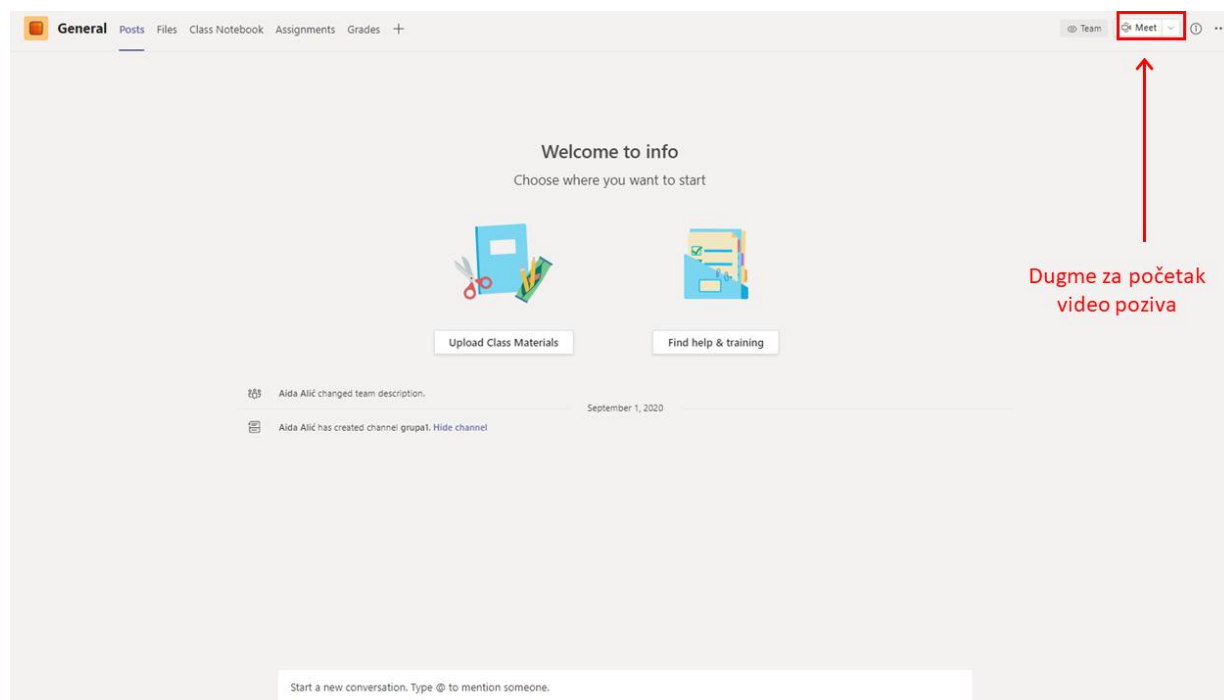 General Posts Files Class Notebook Assignments Grades +
Team Meet
Welcome to info
Choose where you want to start
Dugme za početak
video poziva
Upload Class Materials Find help & training
Aida Alić changed team description.
September 1, 2020
Aida Alić has created channel grupa1. Hide channel
Start a new conversation. Type @ to mention someone.